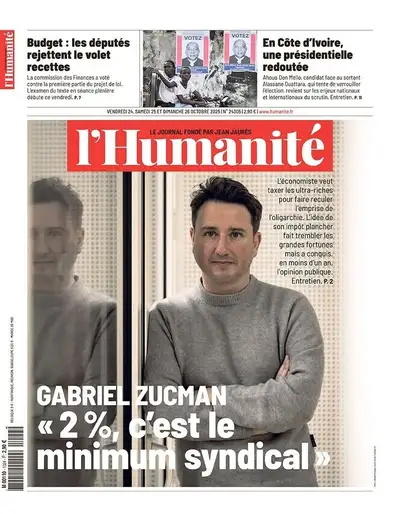 l'Humanité
Budget : les députés
rejettent le volet
recettes
La commission des Finances a voté
contre la première partie du projet de loi.
L'examen du texte en séance plénière
débute ce vendredi. P. 7
VOTEZ
VOTEZ
En Côte d'Ivoire,
une présidentielle
redoutée
Ahoua Don Mello, candidat face au sortant
Alassane Ouattara, qui tente de verrouiller
l'élection, revient sur les enjeux nationaux
et internationaux du scrutin. Entretien.
VENDREDI 24, SAMEDI 25 ET DIMANCHE 26 OCTOBRE 2025 | N° 24305 | 2,90 € | www.humanite.fr
LE JOURNAL FONDÉ PAR JEAN JAURÈS
l'Humanité
L'économiste veut
taxer les ultra-riches
pour faire reculer
l'emprise de
l'oligarchie. L'idée de
son impôt plancher
fait trembler les
grandes fortunes
mais a conquis,
en moins d'un an,
l'opinion publique.
Entretien. P. 2
GABRIEL ZUCMAN
« 2 %, c'est le
minimum syndical »